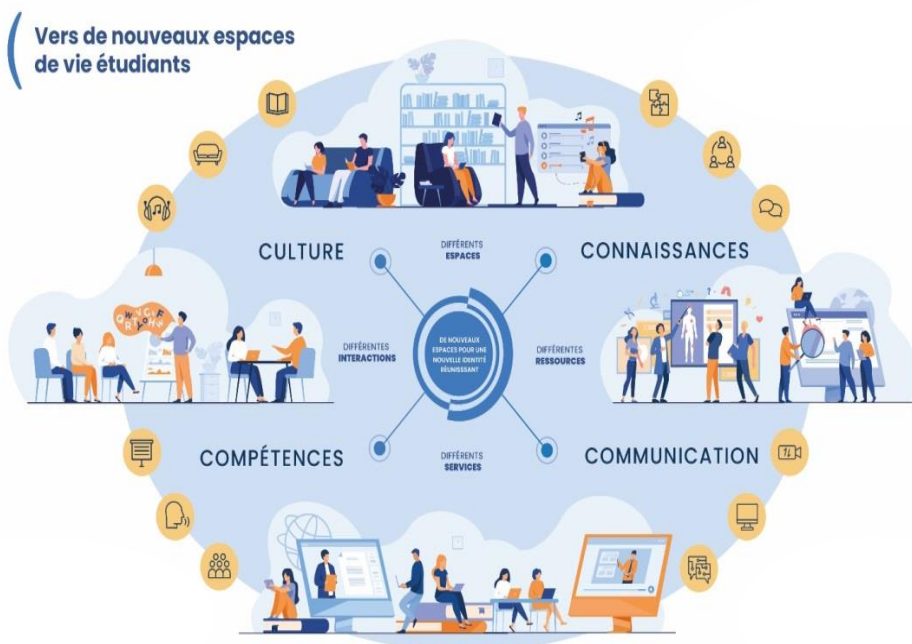 Vers de nouveaux espaces
de vie étudiants
CULTURE
DIFFÉRENTS
ESPACES
CONNAISSANCES
DIFFÉRENTES
INTERACTIONS
DE NOUVEAUX
ESPACES POUR UNE
NOUVELLE IDENTITÉ
RÉUNISSSANT
DIFFÉRENTES
RESSOURCES
COMPÉTENCES
DIFFÉRENTS
SERVICES
COMMUNICATION